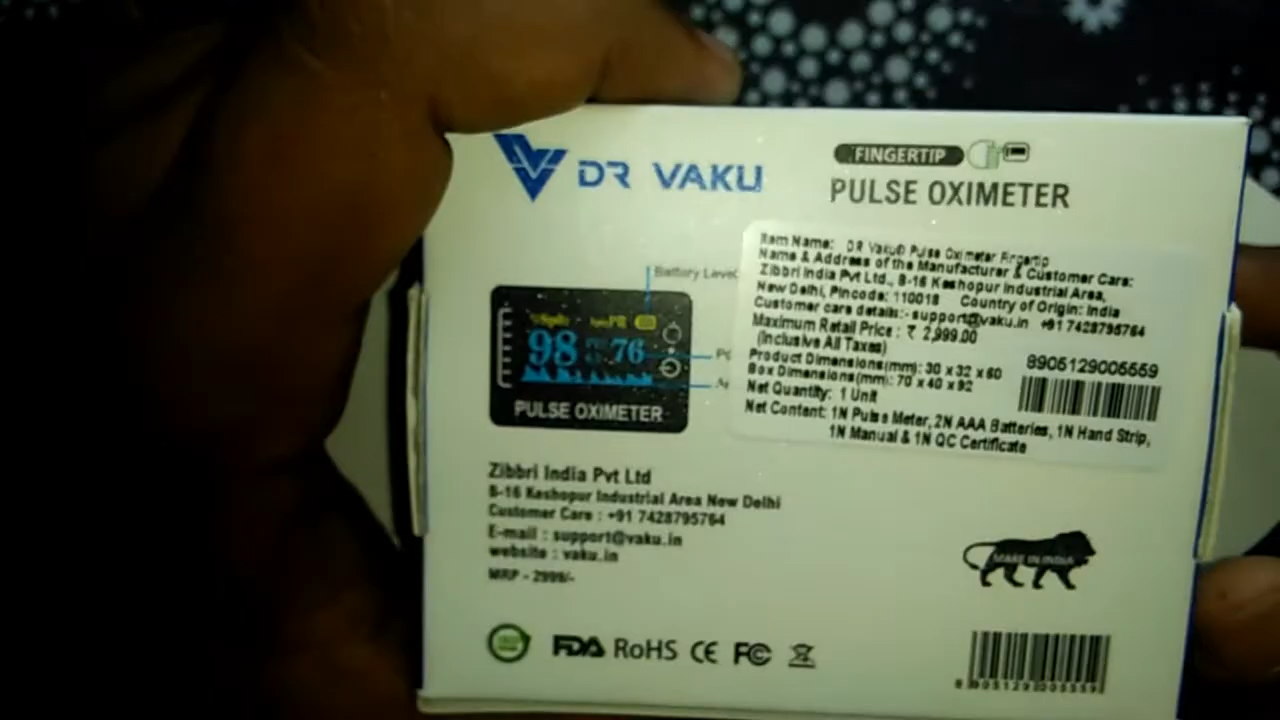 DR VAKU
FINGERTIP
PULSE OXIMETER
Item Name: DR Vaku® Pulse Oximeter Fingertip
Name & Address of the Manufacturer & Customer Care:
Zibbri India Pvt Ltd., B-16 Keshopur Industrial Area,
New Delhi, Pincode: 110018 Country of Origin: India
Customer care details:- support@vaku.in +91 7428795764
Maximum Retail Price : ₹ 2,999.00
(Inclusive All Taxes)
Product Dimensions(mm): 30 x 32 x 60
Box Dimensions(mm): 70 x 40 x 92
Net Quantity: 1 Unit
Net Content: 1N Pulse Meter, 2N AAA Batteries, 1N Hand Strip,
1N Manual & 1N QC Certificate
8905129005559
Battery Level
98 76
PULSE OXIMETER
Zibbri India Pvt Ltd
B-16 Keshopur Industrial Area New Delhi
Customer Care : +91 7428795764
E-mail : support@vaku.in
website : vaku.in
MRP - 2999/-
MAKE IN INDIA
FDA RoHS CE FC
8905129005559